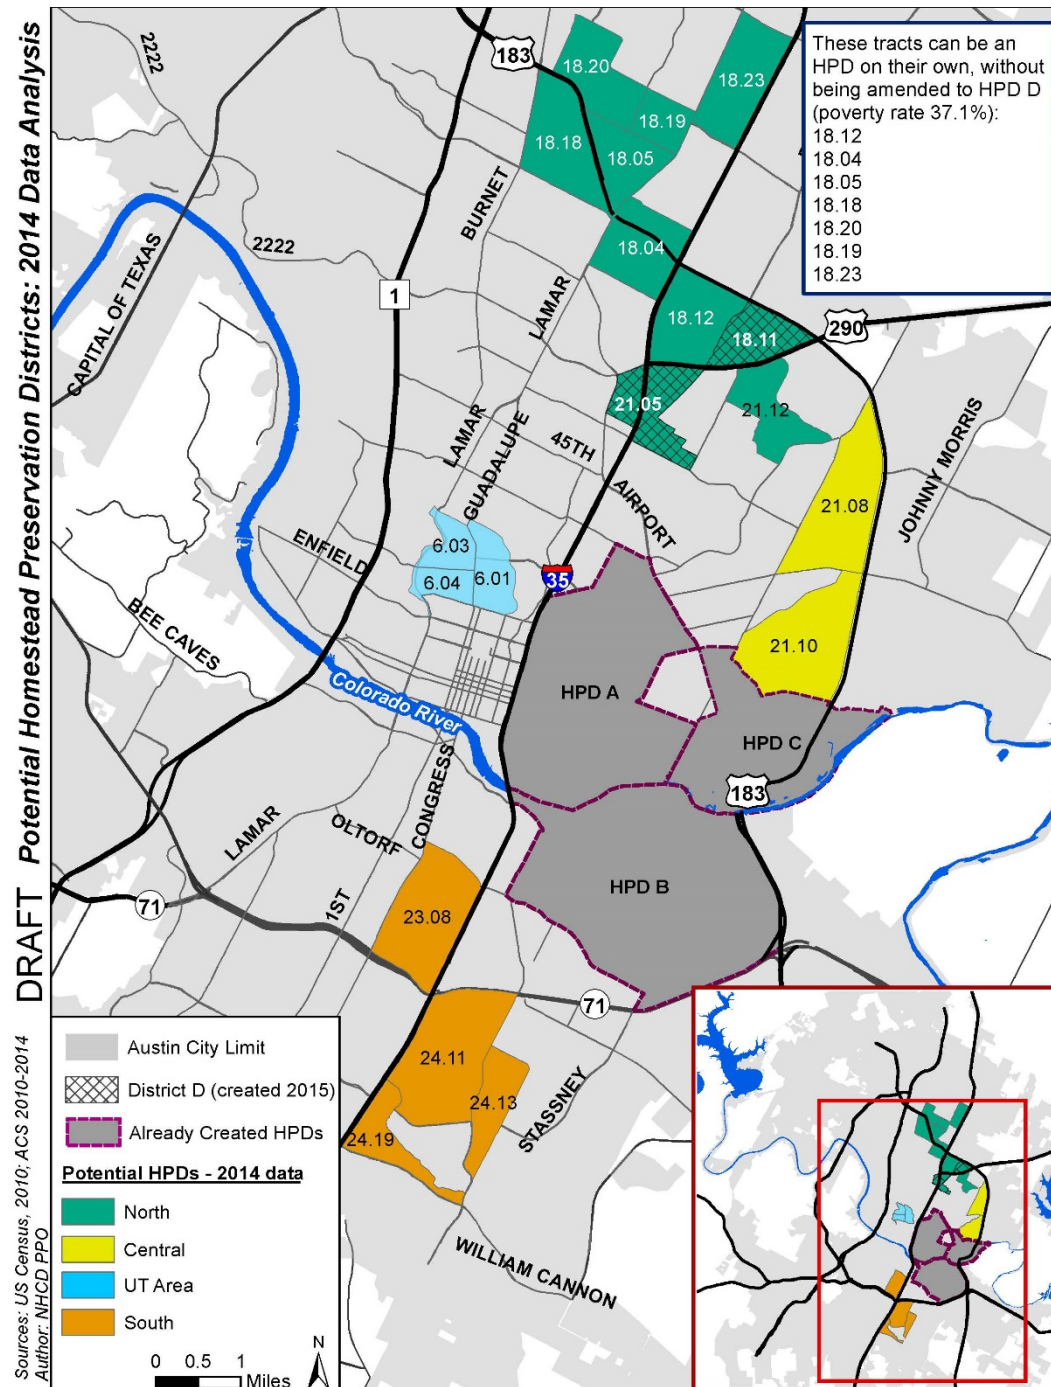 DRAFT Potential Homestead Preservation Districts: 2014 Data Analysis
Sources: US Census, 2010; ACS 2010-2014
Author: NHCD PPO
These tracts can be an
HPD on their own, without
being amended to HPD D
(poverty rate 37.1%):
18.12
18.04
18.05
18.18
18.20
18.19
18.23
2222
183
18.20
18.23
18.19
18.18
18.05
BURNET
2222
18.04
CAPITAL OF TEXAS
1
LAMAR
18.12
18.11
290
21.05
21.12
LAMAR
GUADALUPE
45TH
AIRPORT
JOHNNY MORRIS
21.08
ENFIELD
6.03
6.04
6.01
35
BEE CAVES
21.10
Colorado River
HPD A
HPD C
183
CONGRESS
LAMAR
OLTORF
HPD B
71
1ST
23.08
71
24.11
24.13
STASSNEY
24.19
WILLIAM CANNON
Austin City Limit
District D (created 2015)
Already Created HPDs
Potential HPDs - 2014 data
North
Central
UT Area
South
N
0 0.5 1
Miles